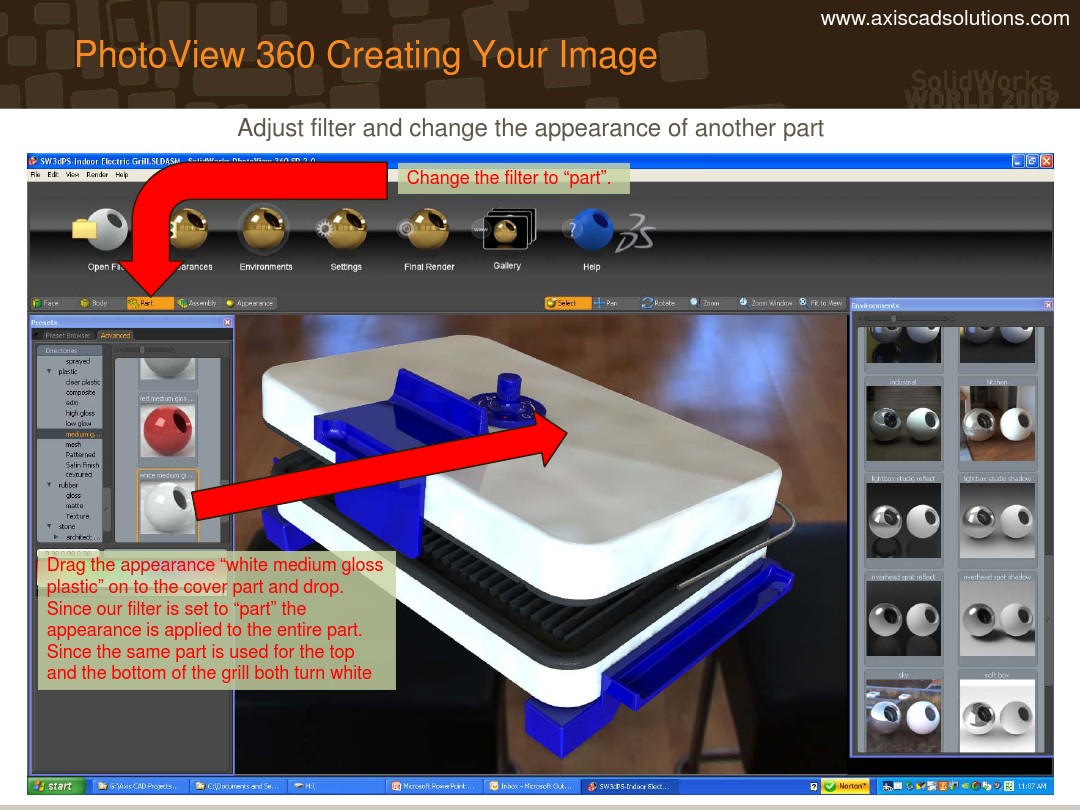 www.axiscadsolutions.com
PhotoView 360 Creating Your Image
SolidWorks
WORLD 2009
Adjust filter and change the appearance of another part
SW3dPS-Indoor Electric Grill.SLDASM - SolidWorks PhotoView 360 SP 2.0
File Edit View Render Help
Change the filter to “part”.
Open Environments Settings Final Render Gallery Help
Face Body Part Assembly Appearance Select Pan Rotate Zoom Zoom Window Fit to View
Environments
Presets
Preset Browser Advanced
Directories
sprayed
plastic
clear plastic
composite
edm
high gloss
low gloss
medium g...
mesh
Patterned
Satin Finish
textured
rubber
gloss
matte
Texture
stone
architect...
red medium glos...
white medium gl...
industrial
kitchen
lightbox studio reflect
lightbox studio shadow
overhead spot reflect
overhead spot shadow
sky
soft box
Drag the appearance “white medium gloss
plastic” on to the cover part and drop.
Since our filter is set to “part” the
appearance is applied to the entire part.
Since the same part is used for the top
and the bottom of the grill both turn white
start G:\Axis CAD Projects... C:\Documents and Se... H:\ Microsoft PowerPoint ... Inbox - Microsoft Out... SW3dPS-Indoor Elect... Norton 11:07 AM